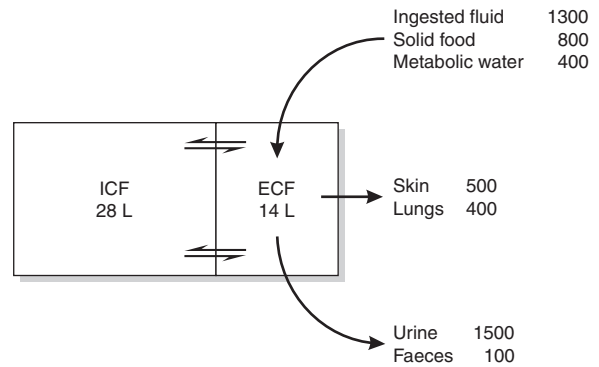 Ingested fluid 1300
Solid food 800
Metabolic water 400
ICF
28 L
ECF
14 L
Skin 500
Lungs 400
Urine 1500
Faeces 100